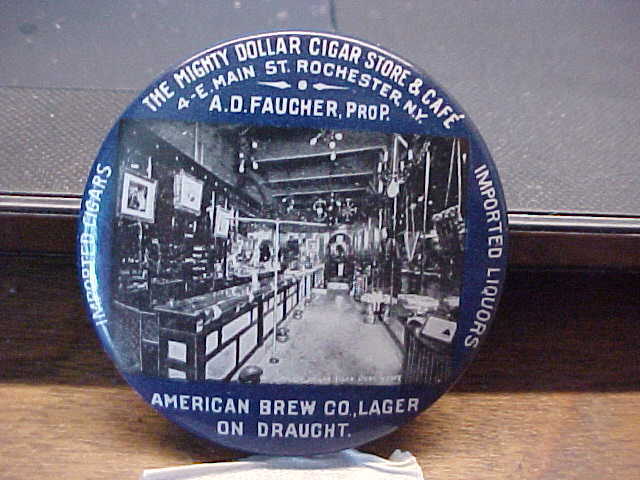 THE MIGHTY DOLLAR CIGAR STORE & CAFÉ
4-E. MAIN ST. ROCHESTER, N.Y.
A.D. FAUCHER, PROP.
IMPORTED CIGARS
IMPORTED LIQUORS
AMERICAN BREW CO., LAGER
ON DRAUGHT.